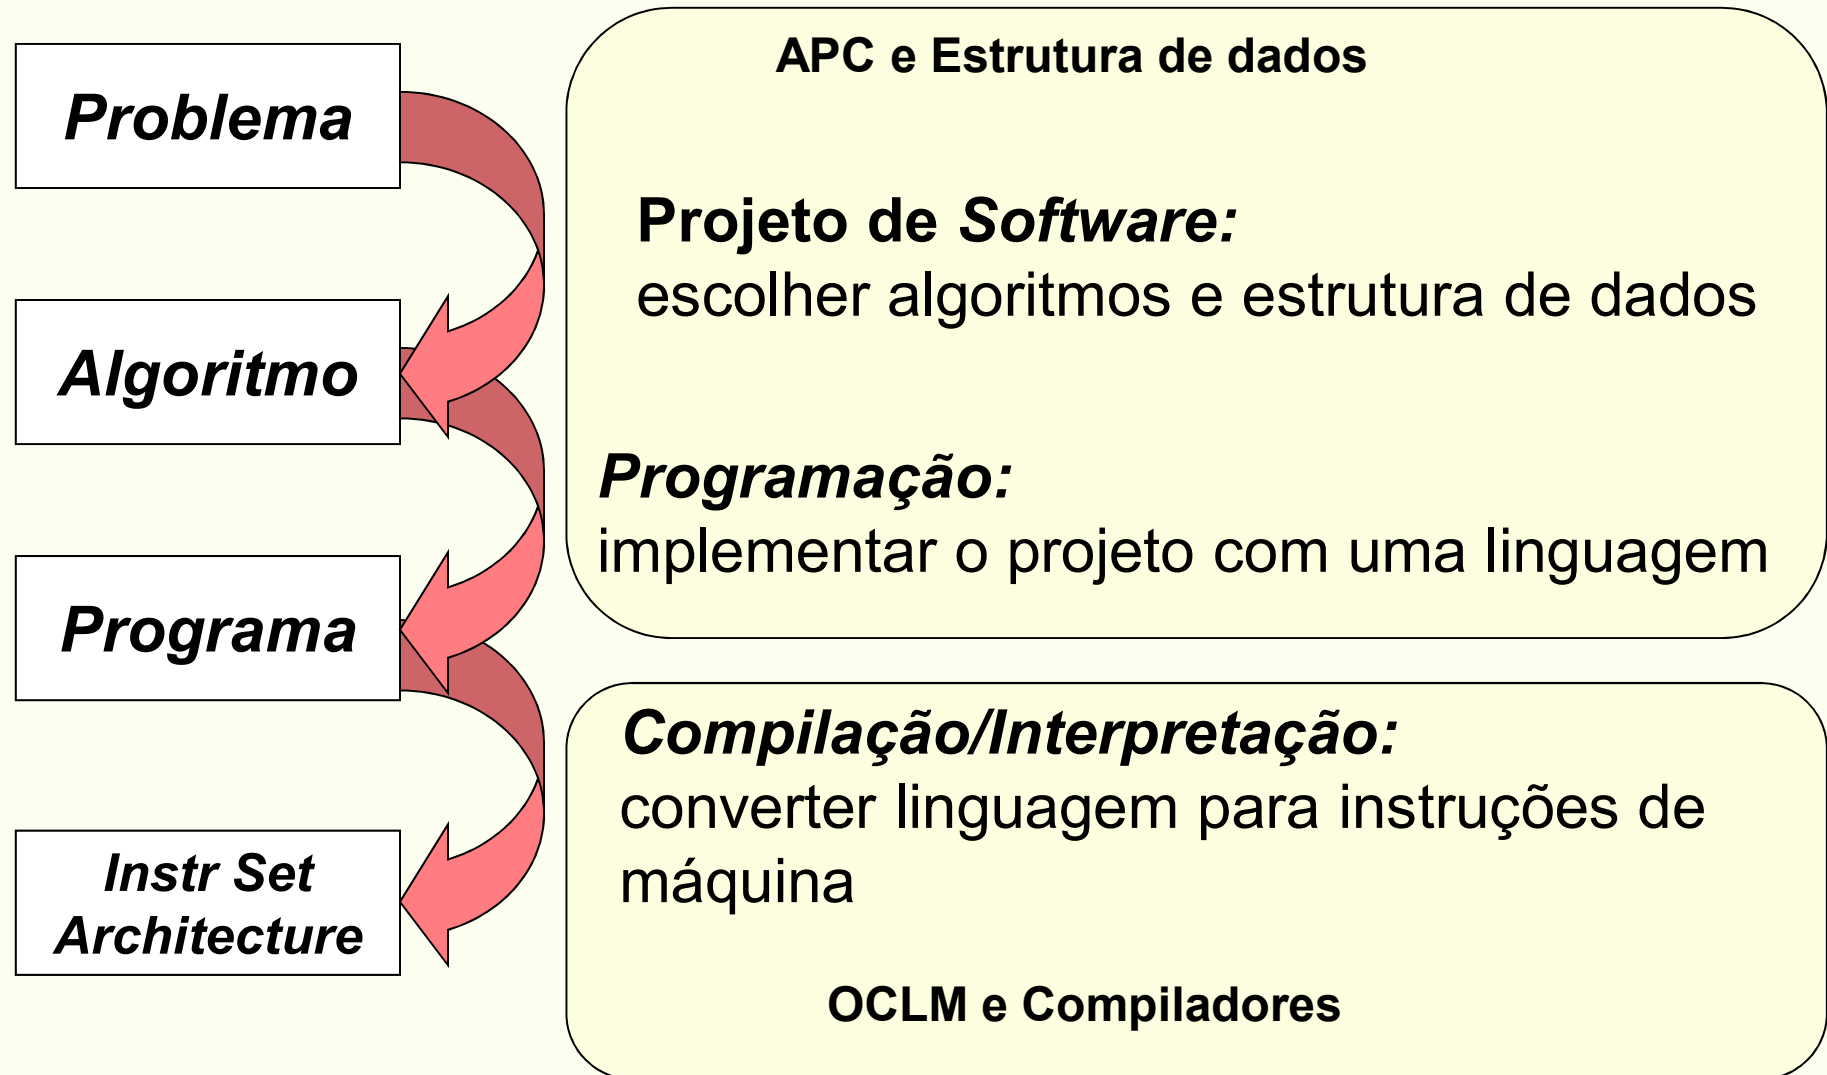 APC e Estrutura de dados
Problema
Projeto de Software:
escolher algoritmos e estrutura de dados
Algoritmo
Programação:
implementar o projeto com uma linguagem
Programa
Compilação/Interpretação:
converter linguagem para instruções de
máquina
Instr Set
Architecture
OCLM e Compiladores